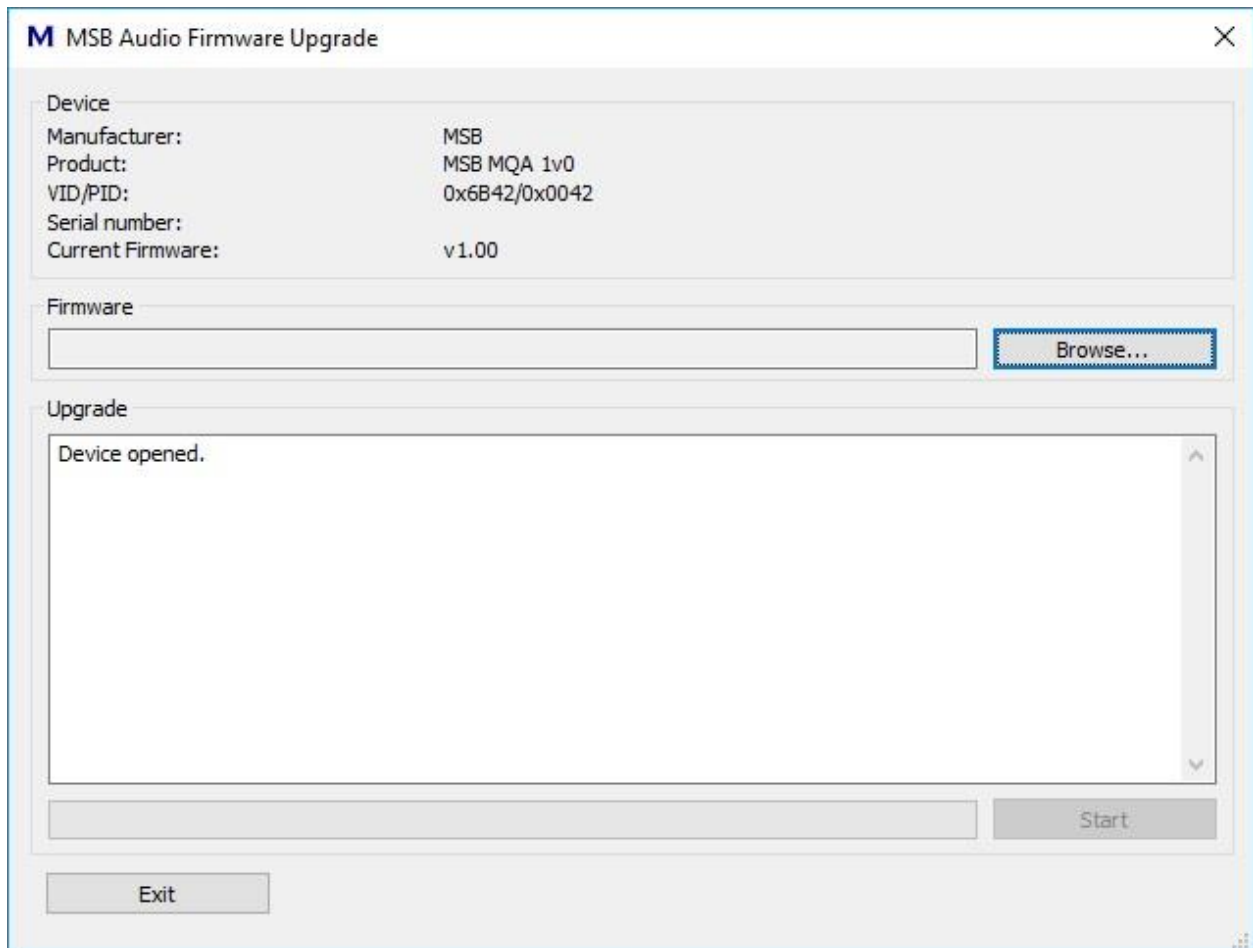 M MSB Audio Firmware Upgrade
Device
Manufacturer: MSB
Product: MSB MQA 1v0
VID/PID: 0x6B42/0x0042
Serial number:
Current Firmware: v1.00
Firmware
Browse...
Upgrade
Device opened.
Start
Exit